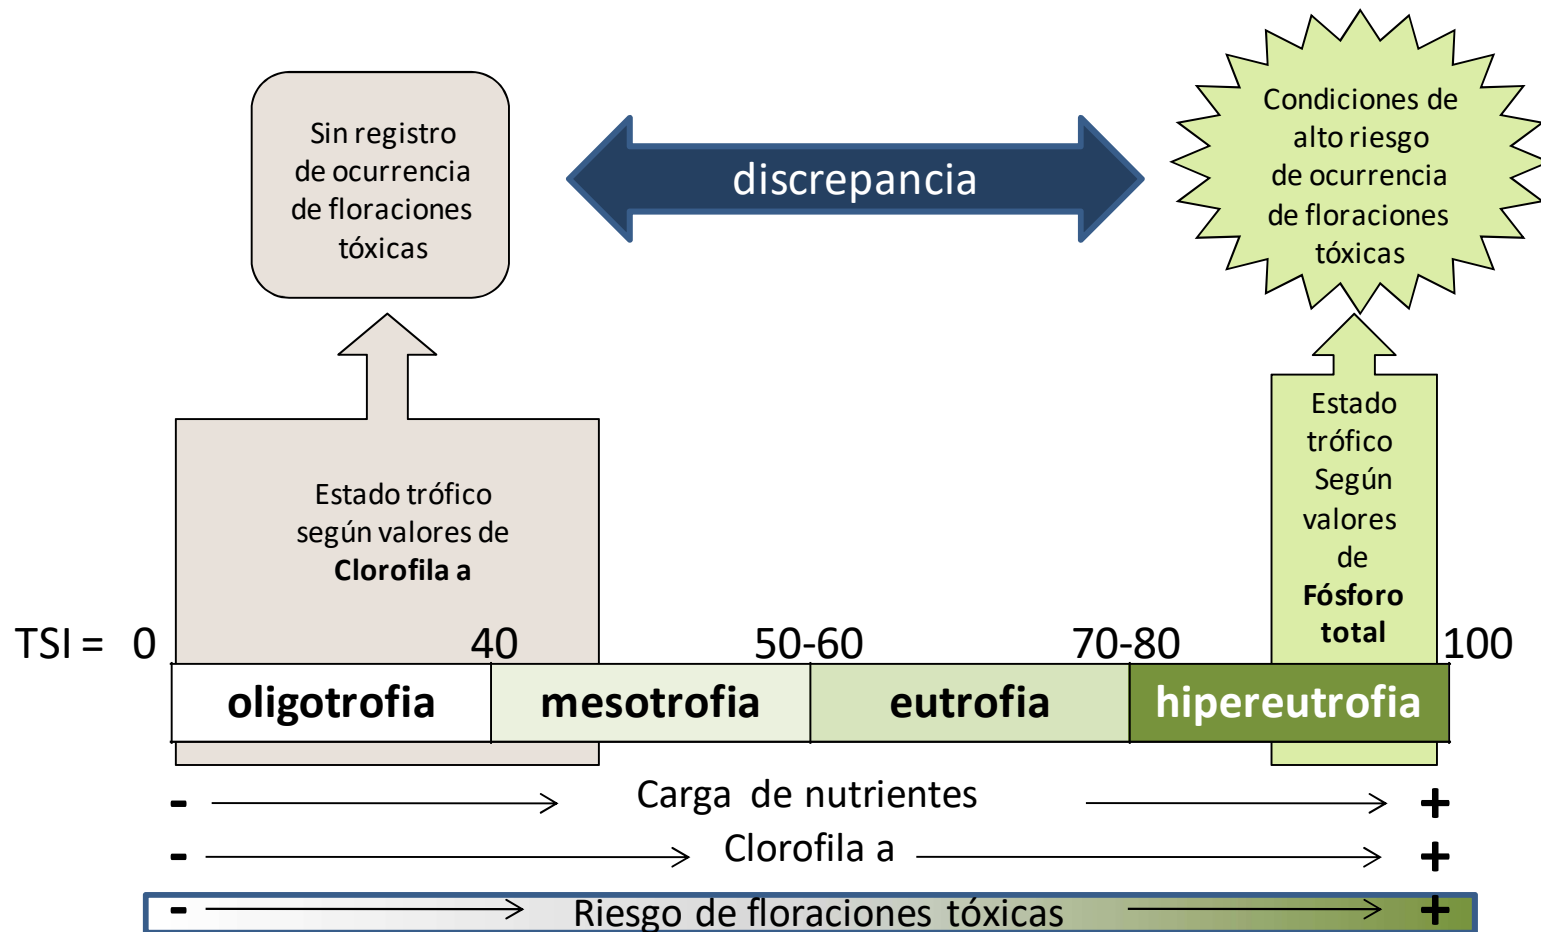 Sin registro
de ocurrencia
de floraciones
tóxicas
discrepancia
Condiciones de
alto riesgo
de ocurrencia
de floraciones
tóxicas
Estado trófico
según valores de
Clorofila a
Estado
trófico
Según
valores
de
Fósforo
total
TSI = 0 40 50-60 70-80 100
oligotrofia mesotrofia eutrofia hipereutrofia
- Carga de nutrientes +
- Clorofila a +
- Riesgo de floraciones tóxicas +